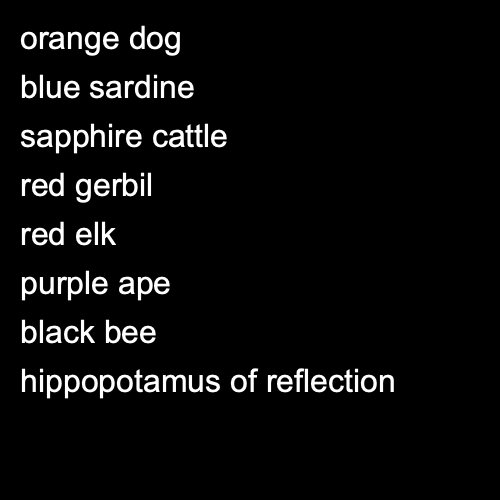 orange dog
blue sardine
sapphire cattle
red gerbil
red elk
purple ape
black bee
hippopotamus of reflection